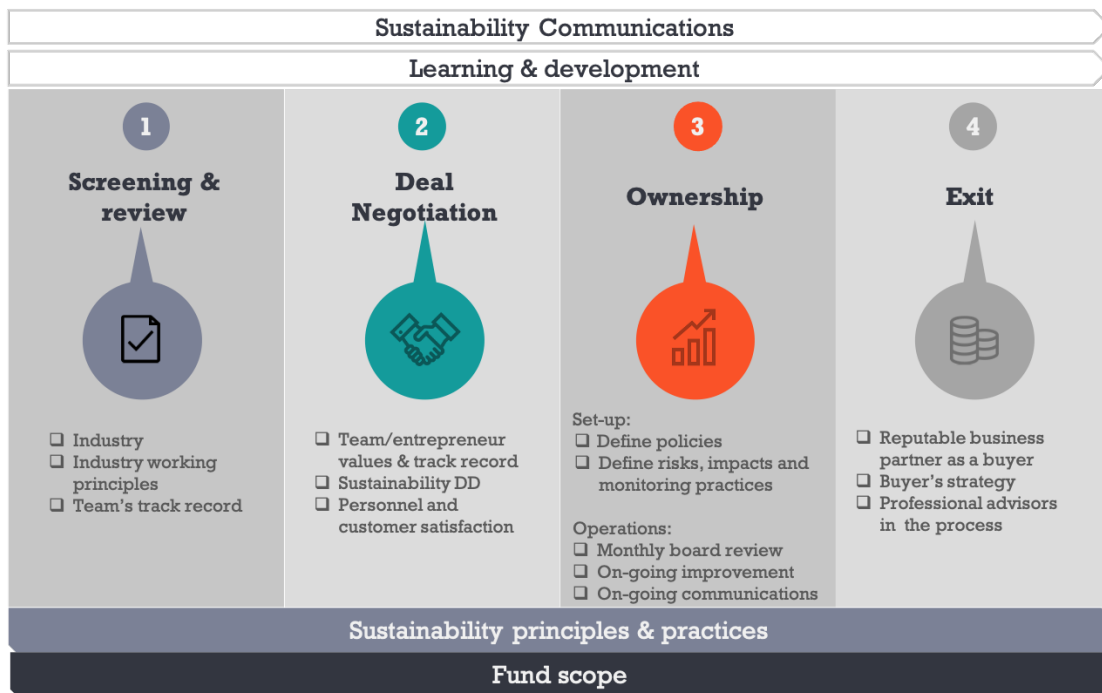 Sustainability Communications
Learning & development
1
Screening &
review
❑ Industry
❑ Industry working
principles
❑ Team's track record
2
Deal
Negotiation
❑ Team/entrepreneur
values & track record
❑ Sustainability DD
❑ Personnel and
customer satisfaction
3
Ownership
Set-up:
❑ Define policies
❑ Define risks, impacts and
monitoring practices
Operations:
❑ Monthly board review
❑ On-going improvement
❑ On-going communications
4
Exit
❑ Reputable business
partner as a buyer
❑ Buyer's strategy
❑ Professional advisors
in the process
Sustainability principles & practices
Fund scope